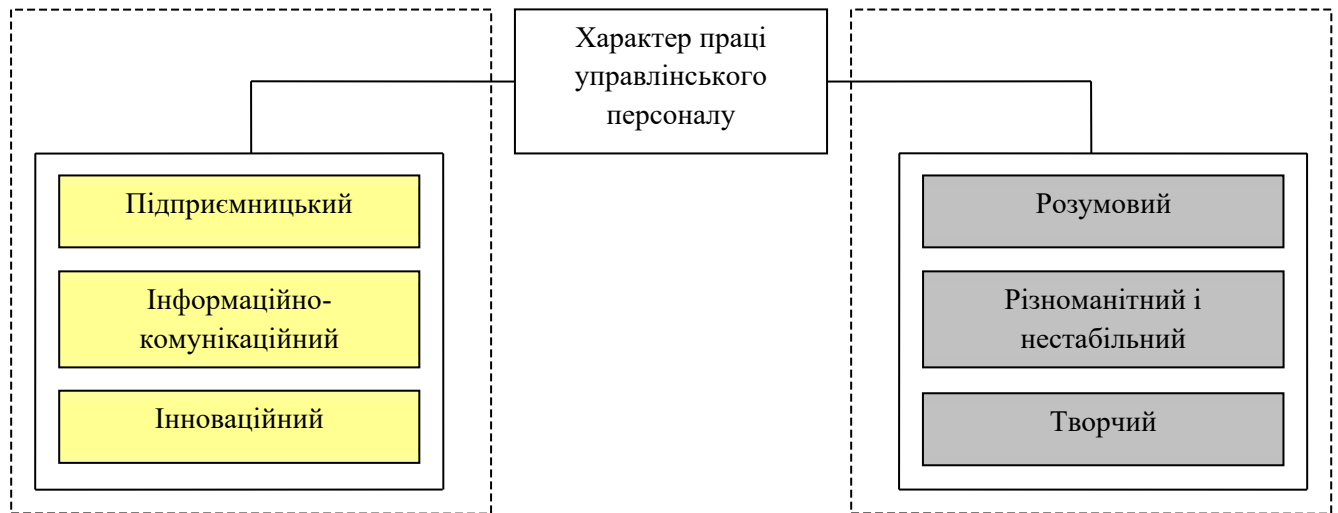 Характер праці
управлінського
персоналу
Підприємницький
Інформаційно-
комунікаційний
Інноваційний
Розумовий
Різноманітний і
нестабільний
Творчий